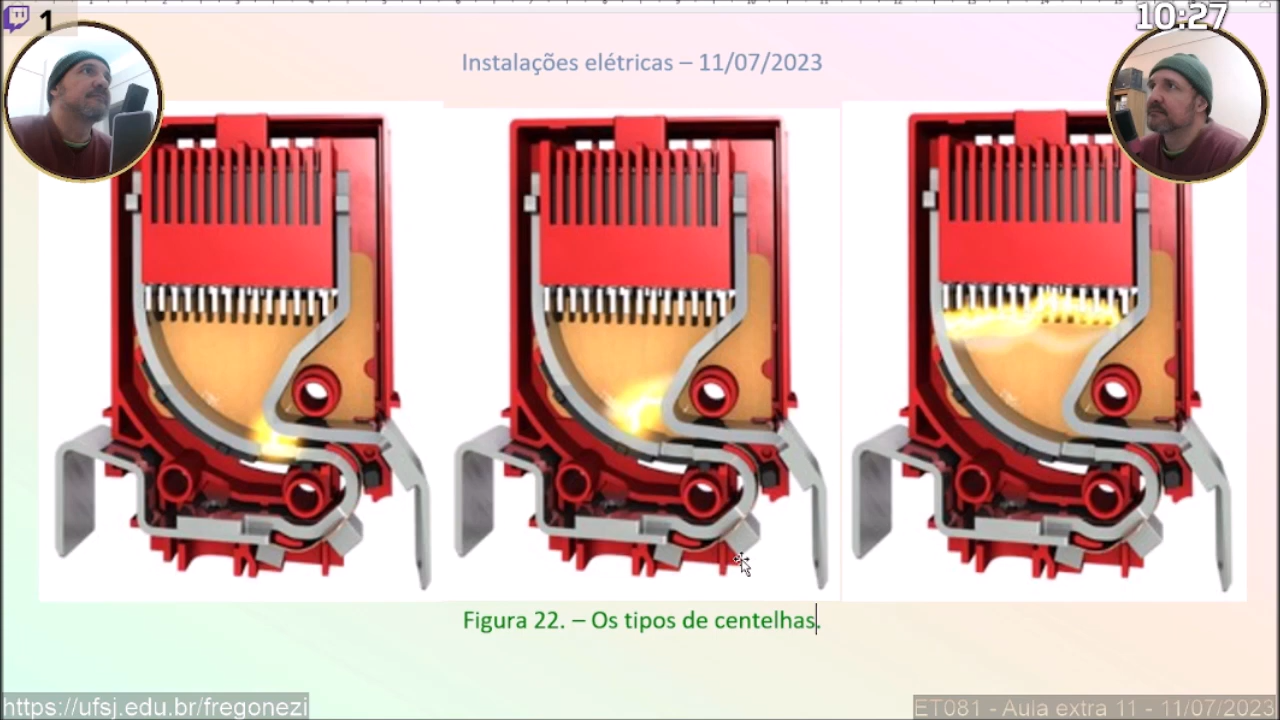 1
10:27
Instalações elétricas – 11/07/2023
Figura 22. – Os tipos de centelhas.
https://ufsj.edu.br/fregonezi
ET081 - Aula extra 11 - 11/07/2023